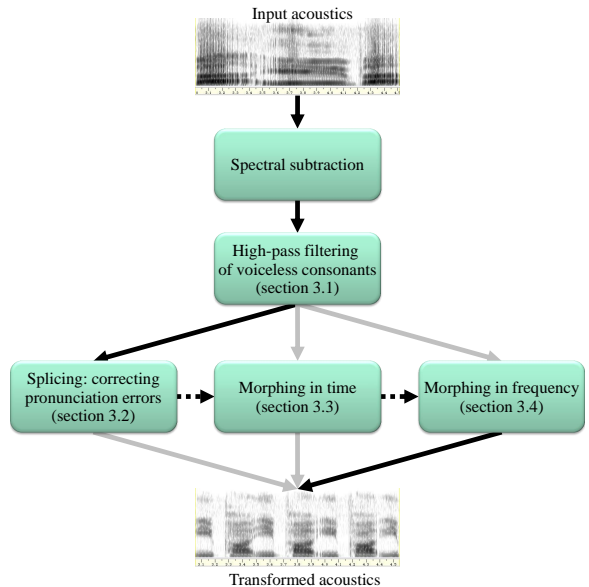 Input acoustics
Spectral subtraction
High-pass filtering
of voiceless consonants
(section 3.1)
Splicing: correcting
pronunciation errors
(section 3.2)
Morphing in time
(section 3.3)
Morphing in frequency
(section 3.4)
Transformed acoustics